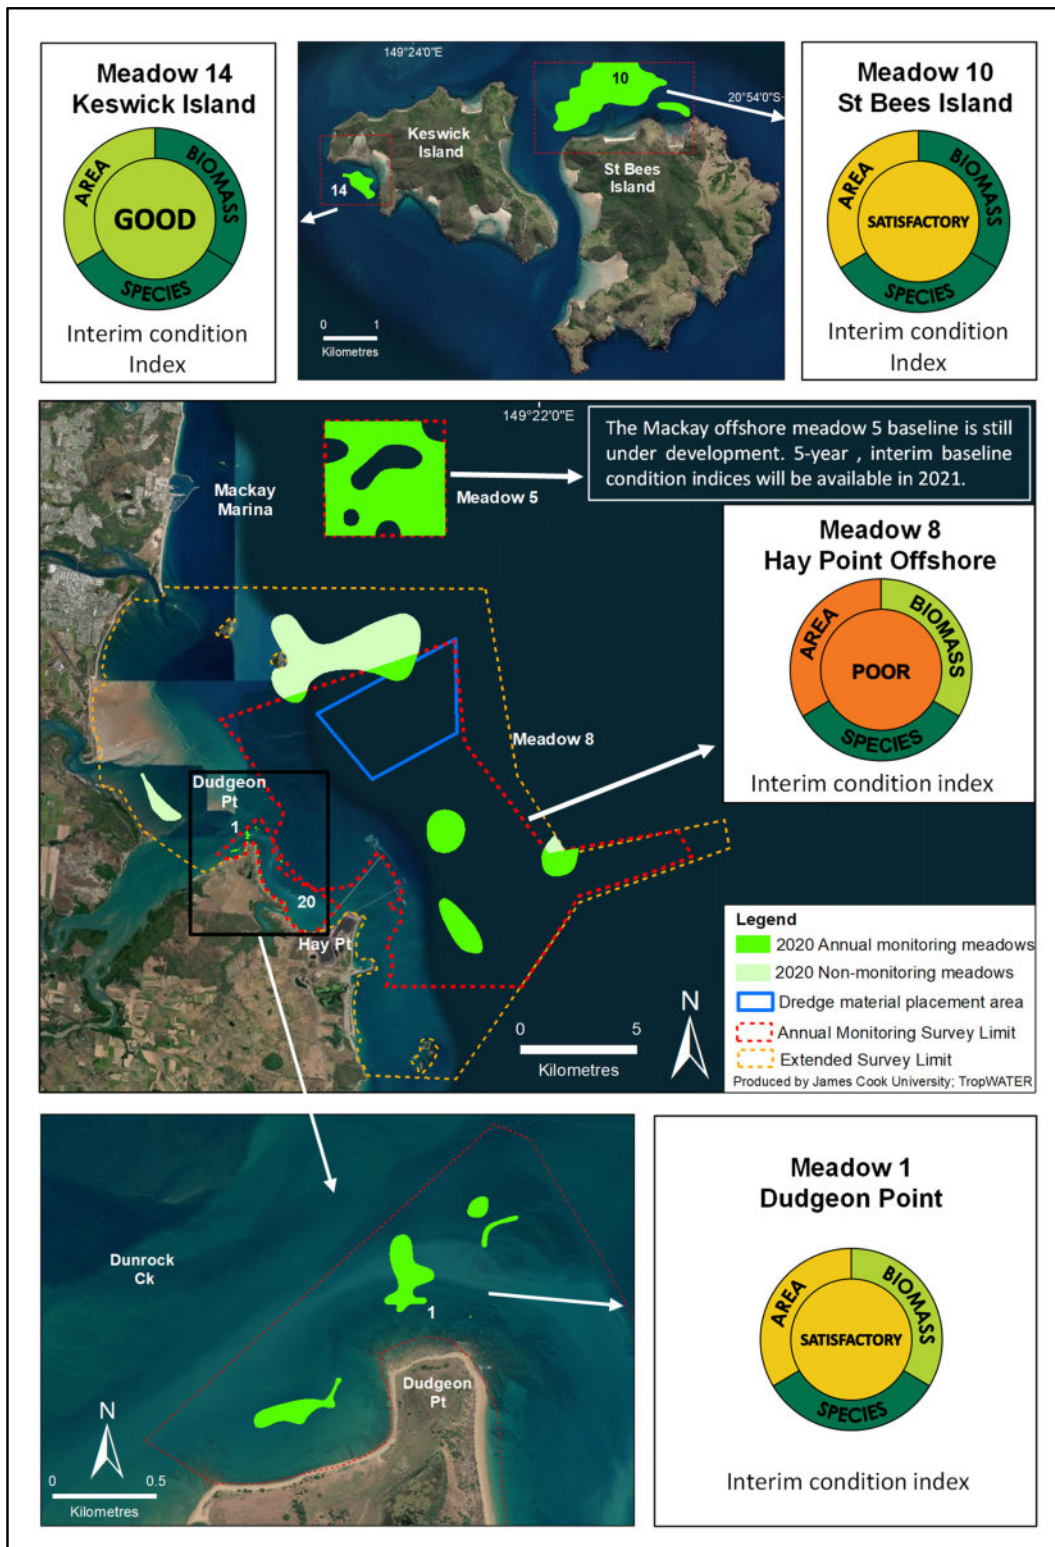 Meadow 14
Keswick Island
AREA
BIOMASS
SPECIES
GOOD
Interim condition
Index
149°24'0"E
10
20°54'0"S
Keswick
Island
St Bees
Island
14
0 1
Kilometres
Meadow 10
St Bees Island
AREA
BIOMASS
SPECIES
SATISFACTORY
Interim condition
Index
149°22'0"E
The Mackay offshore meadow 5 baseline is still
under development. 5-year , interim baseline
condition indices will be available in 2021.
Mackay
Marina
Meadow 5
Meadow 8
Hay Point Offshore
AREA
BIOMASS
SPECIES
POOR
Interim condition index
Meadow 8
Dudgeon
Pt
1
20
Hay Pt
N
0 5
Kilometres
Legend
2020 Annual monitoring meadows
2020 Non-monitoring meadows
Dredge material placement area
Annual Monitoring Survey Limit
Extended Survey Limit
Produced by James Cook University; TropWATER
Dunrock
Ck
1
Dudgeon
Pt
N
0 0.5
Kilometres
Meadow 1
Dudgeon Point
AREA
BIOMASS
SPECIES
SATISFACTORY
Interim condition index